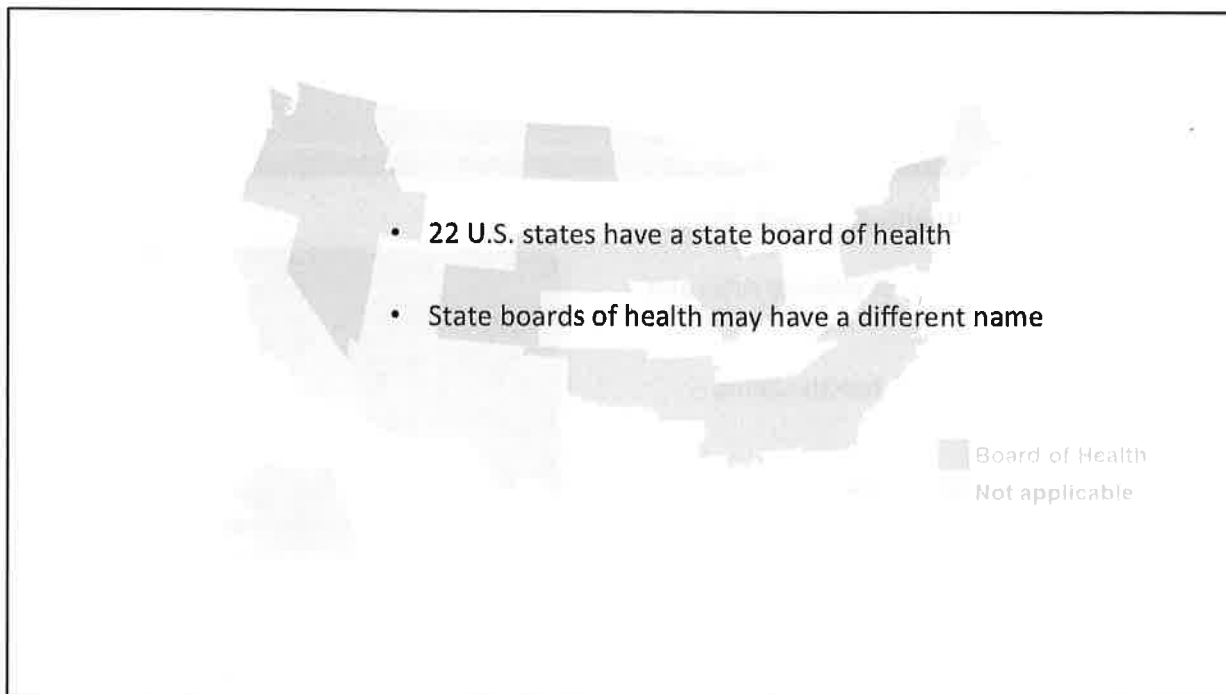 • 22 U.S. states have a state board of health
• State boards of health may have a different name
Board of Health
Not applicable